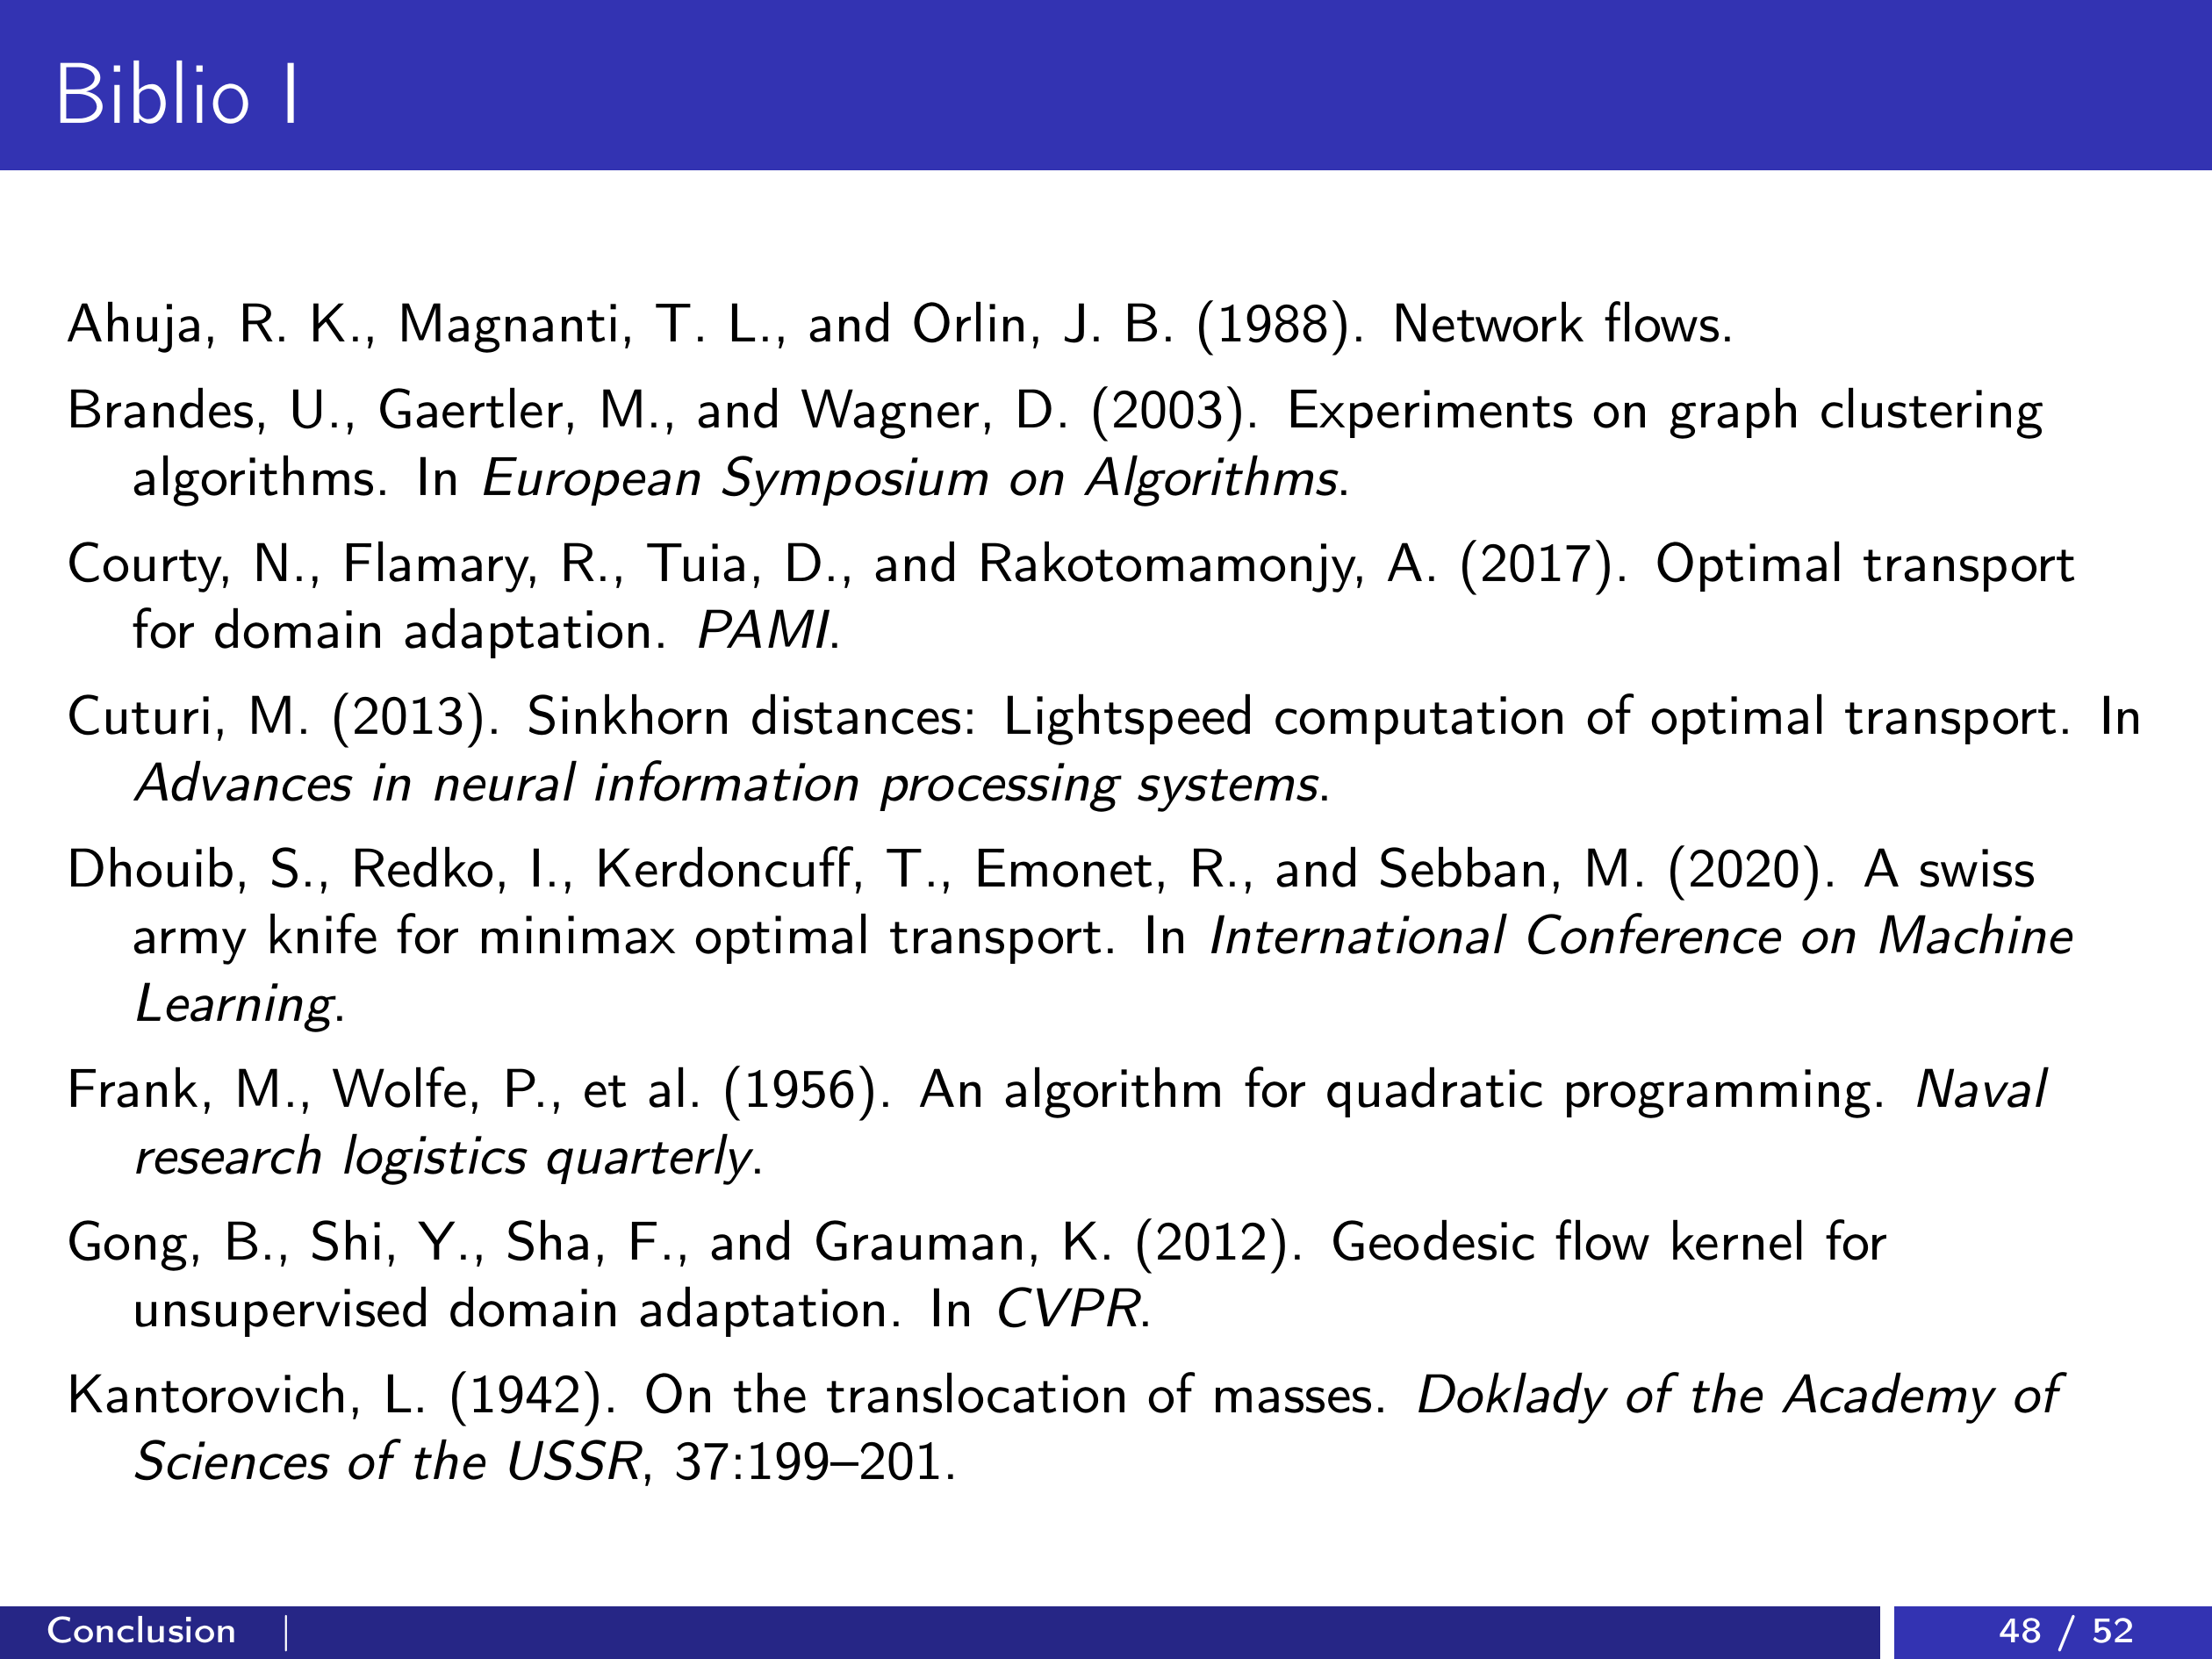 Biblio I
Ahuja, R. K., Magnanti, T. L., and Orlin, J. B. (1988). Network flows.
Brandes, U., Gaertler, M., and Wagner, D. (2003). Experiments on graph clustering
algorithms. In European Symposium on Algorithms.
Courty, N., Flamary, R., Tuia, D., and Rakotomamonjy, A. (2017). Optimal transport
for domain adaptation. PAMI.
Cuturi, M. (2013). Sinkhorn distances: Lightspeed computation of optimal transport. In
Advances in neural information processing systems.
Dhouib, S., Redko, I., Kerdoncuff, T., Emonet, R., and Sebban, M. (2020). A swiss
army knife for minimax optimal transport. In International Conference on Machine
Learning.
Frank, M., Wolfe, P., et al. (1956). An algorithm for quadratic programming. Naval
research logistics quarterly.
Gong, B., Shi, Y., Sha, F., and Grauman, K. (2012). Geodesic flow kernel for
unsupervised domain adaptation. In CVPR.
Kantorovich, L. (1942). On the translocation of masses. Doklady of the Academy of
Sciences of the USSR, 37:199–201.
Conclusion |
48 / 52